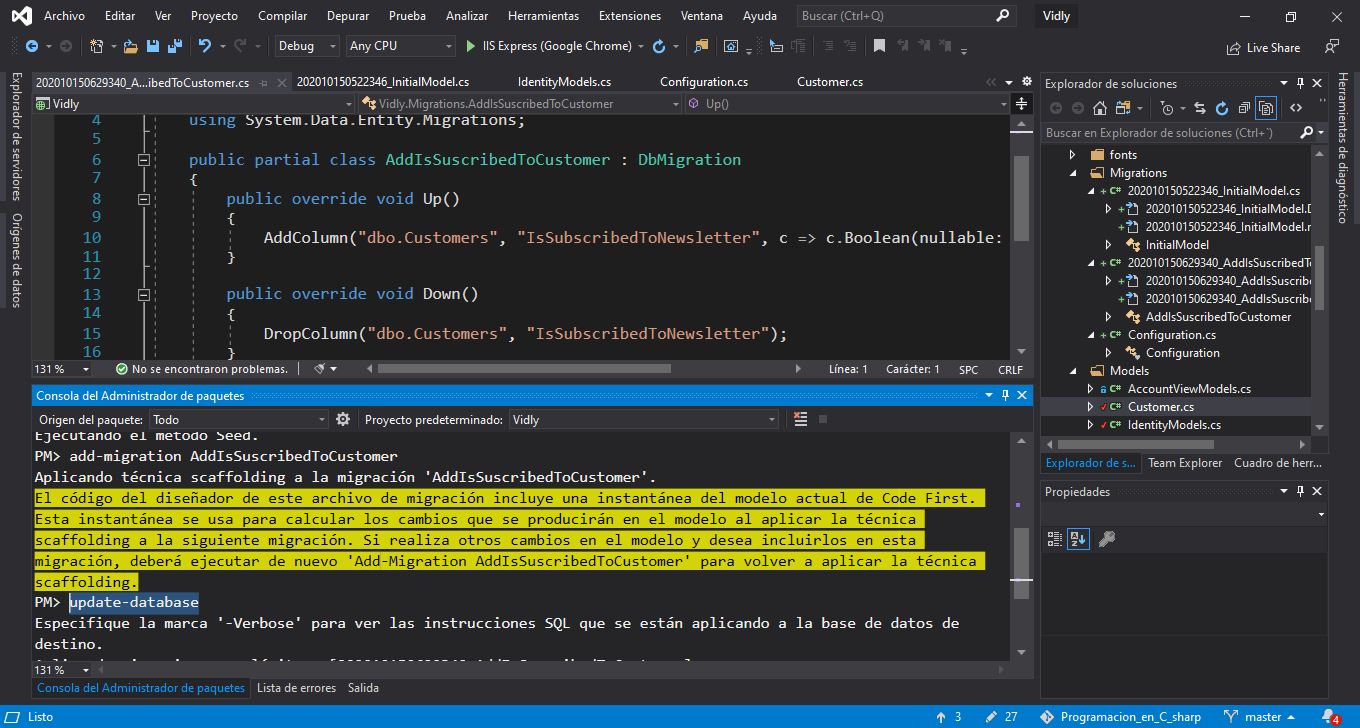 Archivo Editar Ver Proyecto Compilar Depurar Prueba Analizar Herramientas Extensiones Ventana Ayuda Buscar (Ctrl+Q) Vidly
Debug Any CPU IIS Express (Google Chrome) Live Share
Explorador de servidores
Orígenes de datos
202010150629340_A...ibedToCustomer.cs 202010150522346_InitialModel.cs IdentityModels.cs Configuration.cs Customer.cs
Vidly Vidly.Migrations.AddIsSuscribedToCustomer Up()
4 using System.Data.Entity.Migrations;
5
6 public partial class AddIsSuscribedToCustomer : DbMigration
7 {
8 public override void Up()
9 {
10 AddColumn("dbo.Customers", "IsSubscribedToNewsletter", c => c.Boolean(nullable:
11 }
12
13 public override void Down()
14 {
15 DropColumn("dbo.Customers", "IsSubscribedToNewsletter");
16 }
131 % No se encontraron problemas. Línea: 1 Carácter: 1 SPC CRLF
Consola del Administrador de paquetes
Origen del paquete: Todo Proyecto predeterminado: Vidly
Ejecutando el método Seed.
PM> add-migration AddIsSuscribedToCustomer
Aplicando técnica scaffolding a la migración 'AddIsSuscribedToCustomer'.
El código del diseñador de este archivo de migración incluye una instantánea del modelo actual de Code First.
Esta instantánea se usa para calcular los cambios que se producirán en el modelo al aplicar la técnica
scaffolding a la siguiente migración. Si realiza otros cambios en el modelo y desea incluirlos en esta
migración, deberá ejecutar de nuevo 'Add-Migration AddIsSuscribedToCustomer' para volver a aplicar la técnica
scaffolding.
PM> update-database
Especifique la marca '-Verbose' para ver las instrucciones SQL que se están aplicando a la base de datos de
destino.
131 %
Consola del Administrador de paquetes Lista de errores Salida
Explorador de soluciones
Buscar en Explorador de soluciones (Ctrl+´)
fonts
Migrations
202010150522346_InitialModel.cs
202010150522346_InitialModel.D
202010150522346_InitialModel.r
InitialModel
202010150629340_AddIsSuscribedTo
202010150629340_AddIsSuscribe
202010150629340_AddIsSuscribe
AddIsSuscribedToCustomer
Configuration.cs
Configuration
Models
AccountViewModels.cs
Customer.cs
IdentityModels.cs
Explorador de s... Team Explorer Cuadro de herr...
Propiedades
Herramientas de diagnóstico
Listo 3 27 Programacion_en_C_sharp master 4